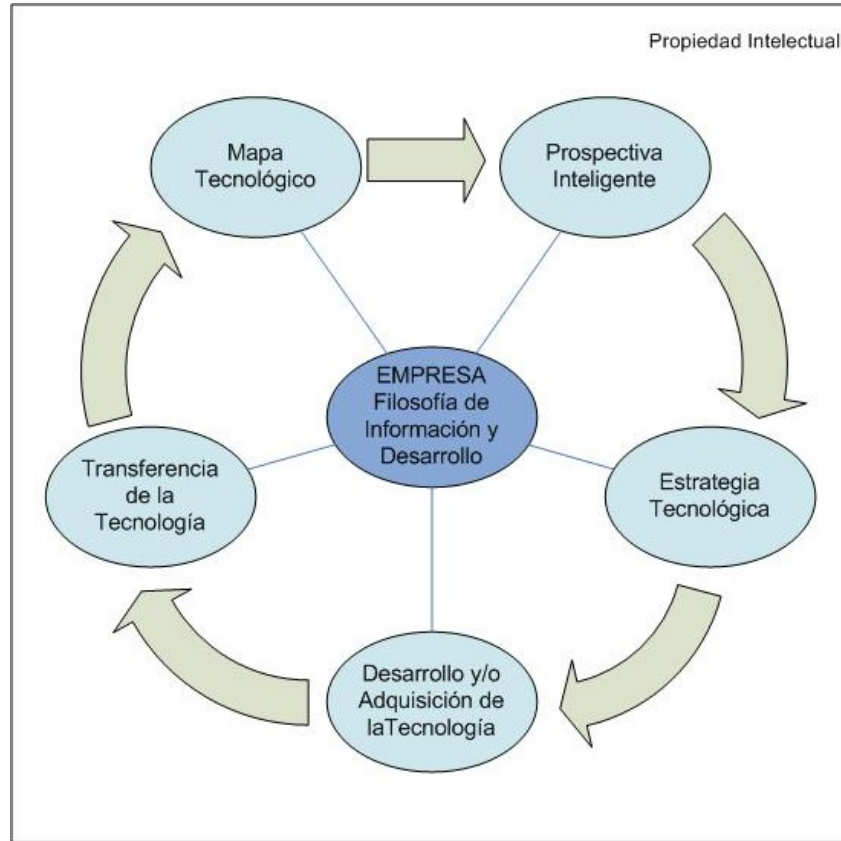 Propiedad Intelectual
Mapa
Tecnológico
Prospectiva
Inteligente
EMPRESA
Filosofía de
Información y
Desarrollo
Transferencia
de la
Tecnología
Estrategia
Tecnológica
Desarrollo y/o
Adquisición de
laTecnología